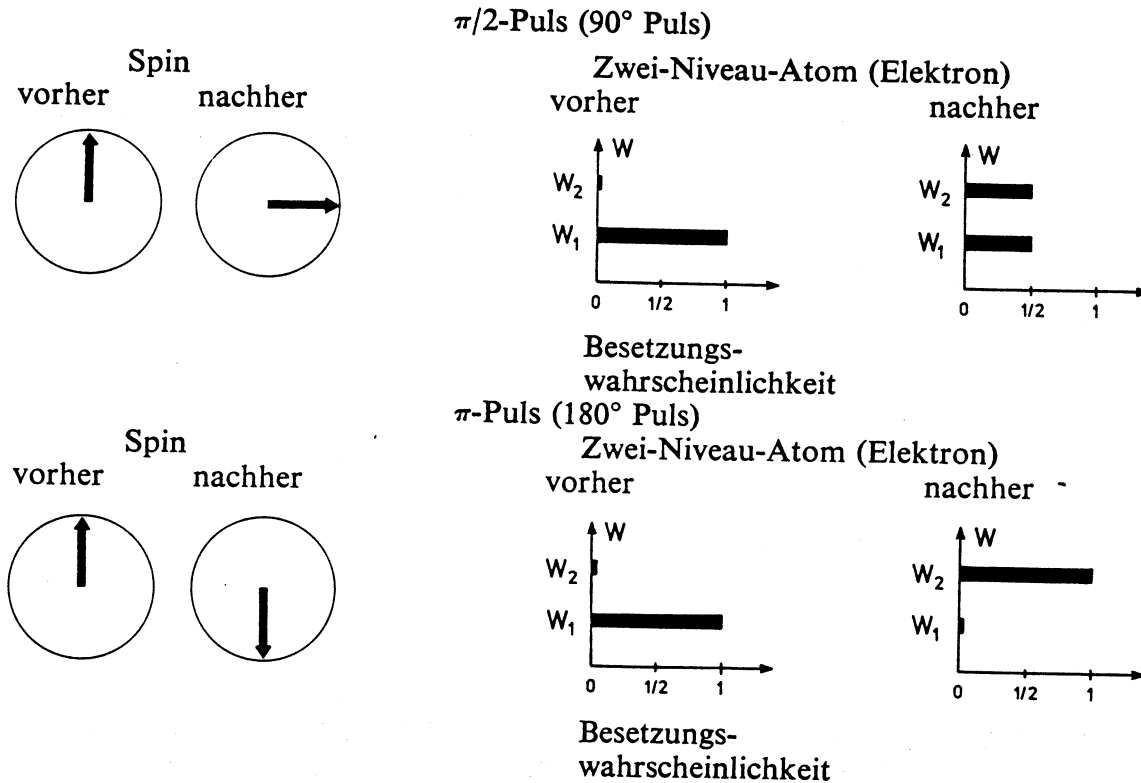 π/2-Puls (90° Puls)
Spin
vorher nachher
Zwei-Niveau-Atom (Elektron)
vorher nachher
W
W₂
W₁
0 1/2 1
W
W₂
W₁
0 1/2 1
Besetzungs-
wahrscheinlichkeit
π-Puls (180° Puls)
Spin
vorher nachher
Zwei-Niveau-Atom (Elektron)
vorher nachher
W
W₂
W₁
0 1/2 1
W
W₂
W₁
0 1/2 1
Besetzungs-
wahrscheinlichkeit